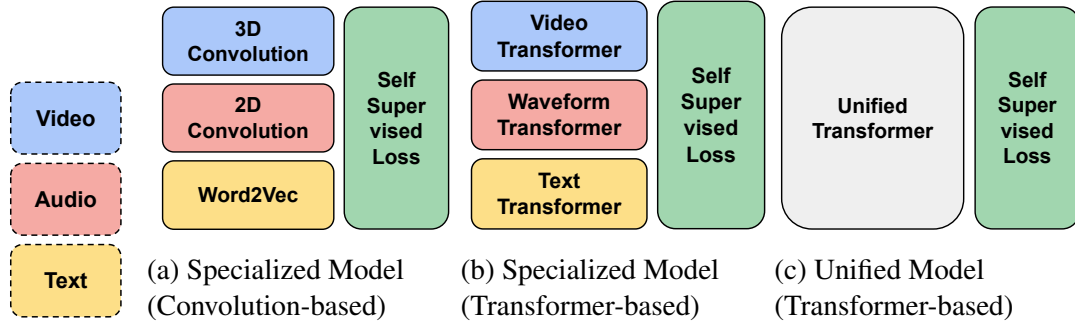 Video
Audio
Text
3D
Convolution
2D
Convolution
Word2Vec
Self
Super
vised
Loss
(a) Specialized Model
(Convolution-based)
Video
Transformer
Waveform
Transformer
Text
Transformer
Self
Super
vised
Loss
(b) Specialized Model
(Transformer-based)
Unified
Transformer
Self
Super
vised
Loss
(c) Unified Model
(Transformer-based)